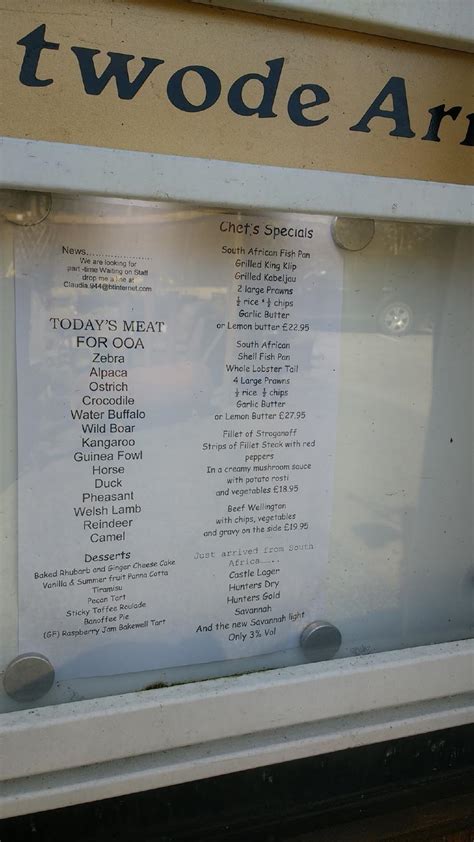 twode Ar
News......
We are looking for
part -time Waiting on Staff
drop me a line at
Claudia.944@btinternet.com
TODAY'S MEAT
FOR OOA
Zebra
Alpaca
Ostrich
Crocodile
Water Buffalo
Wild Boar
Kangaroo
Guinea Fowl
Horse
Duck
Pheasant
Welsh Lamb
Reindeer
Camel
Desserts
Baked Rhubarb and Ginger Cheese Cake
Vanilla & Summer fruit Panna Cotta
Tiramisu
Pecan Tart
Sticky Toffee Roulade
Banoffee Pie
(GF) Raspberry Jam Bakewell Tart
Chef's Specials
South African Fish Pan
Grilled King Klip
Grilled Kabeljau
2 large Prawns
½ rice *½ chips
Garlic Butter
or Lemon butter £22.95
South African
Shell Fish Pan
Whole Lobster Tail
4 Large Prawns
½ rice ½ chips
Garlic Butter
or Lemon Butter £27.95
Fillet of Stroganoff
Strips of Fillet Steak with red
peppers
In a creamy mushroom sauce
with potato rosti
and vegetables £18.95
Beef Wellington
with chips, vegetables
and gravy on the side £19.95
Just arrived from South
Africa.....
Castle Lager
Hunters Dry
Hunters Gold
Savannah
And the new Savannah light
Only 3% Vol